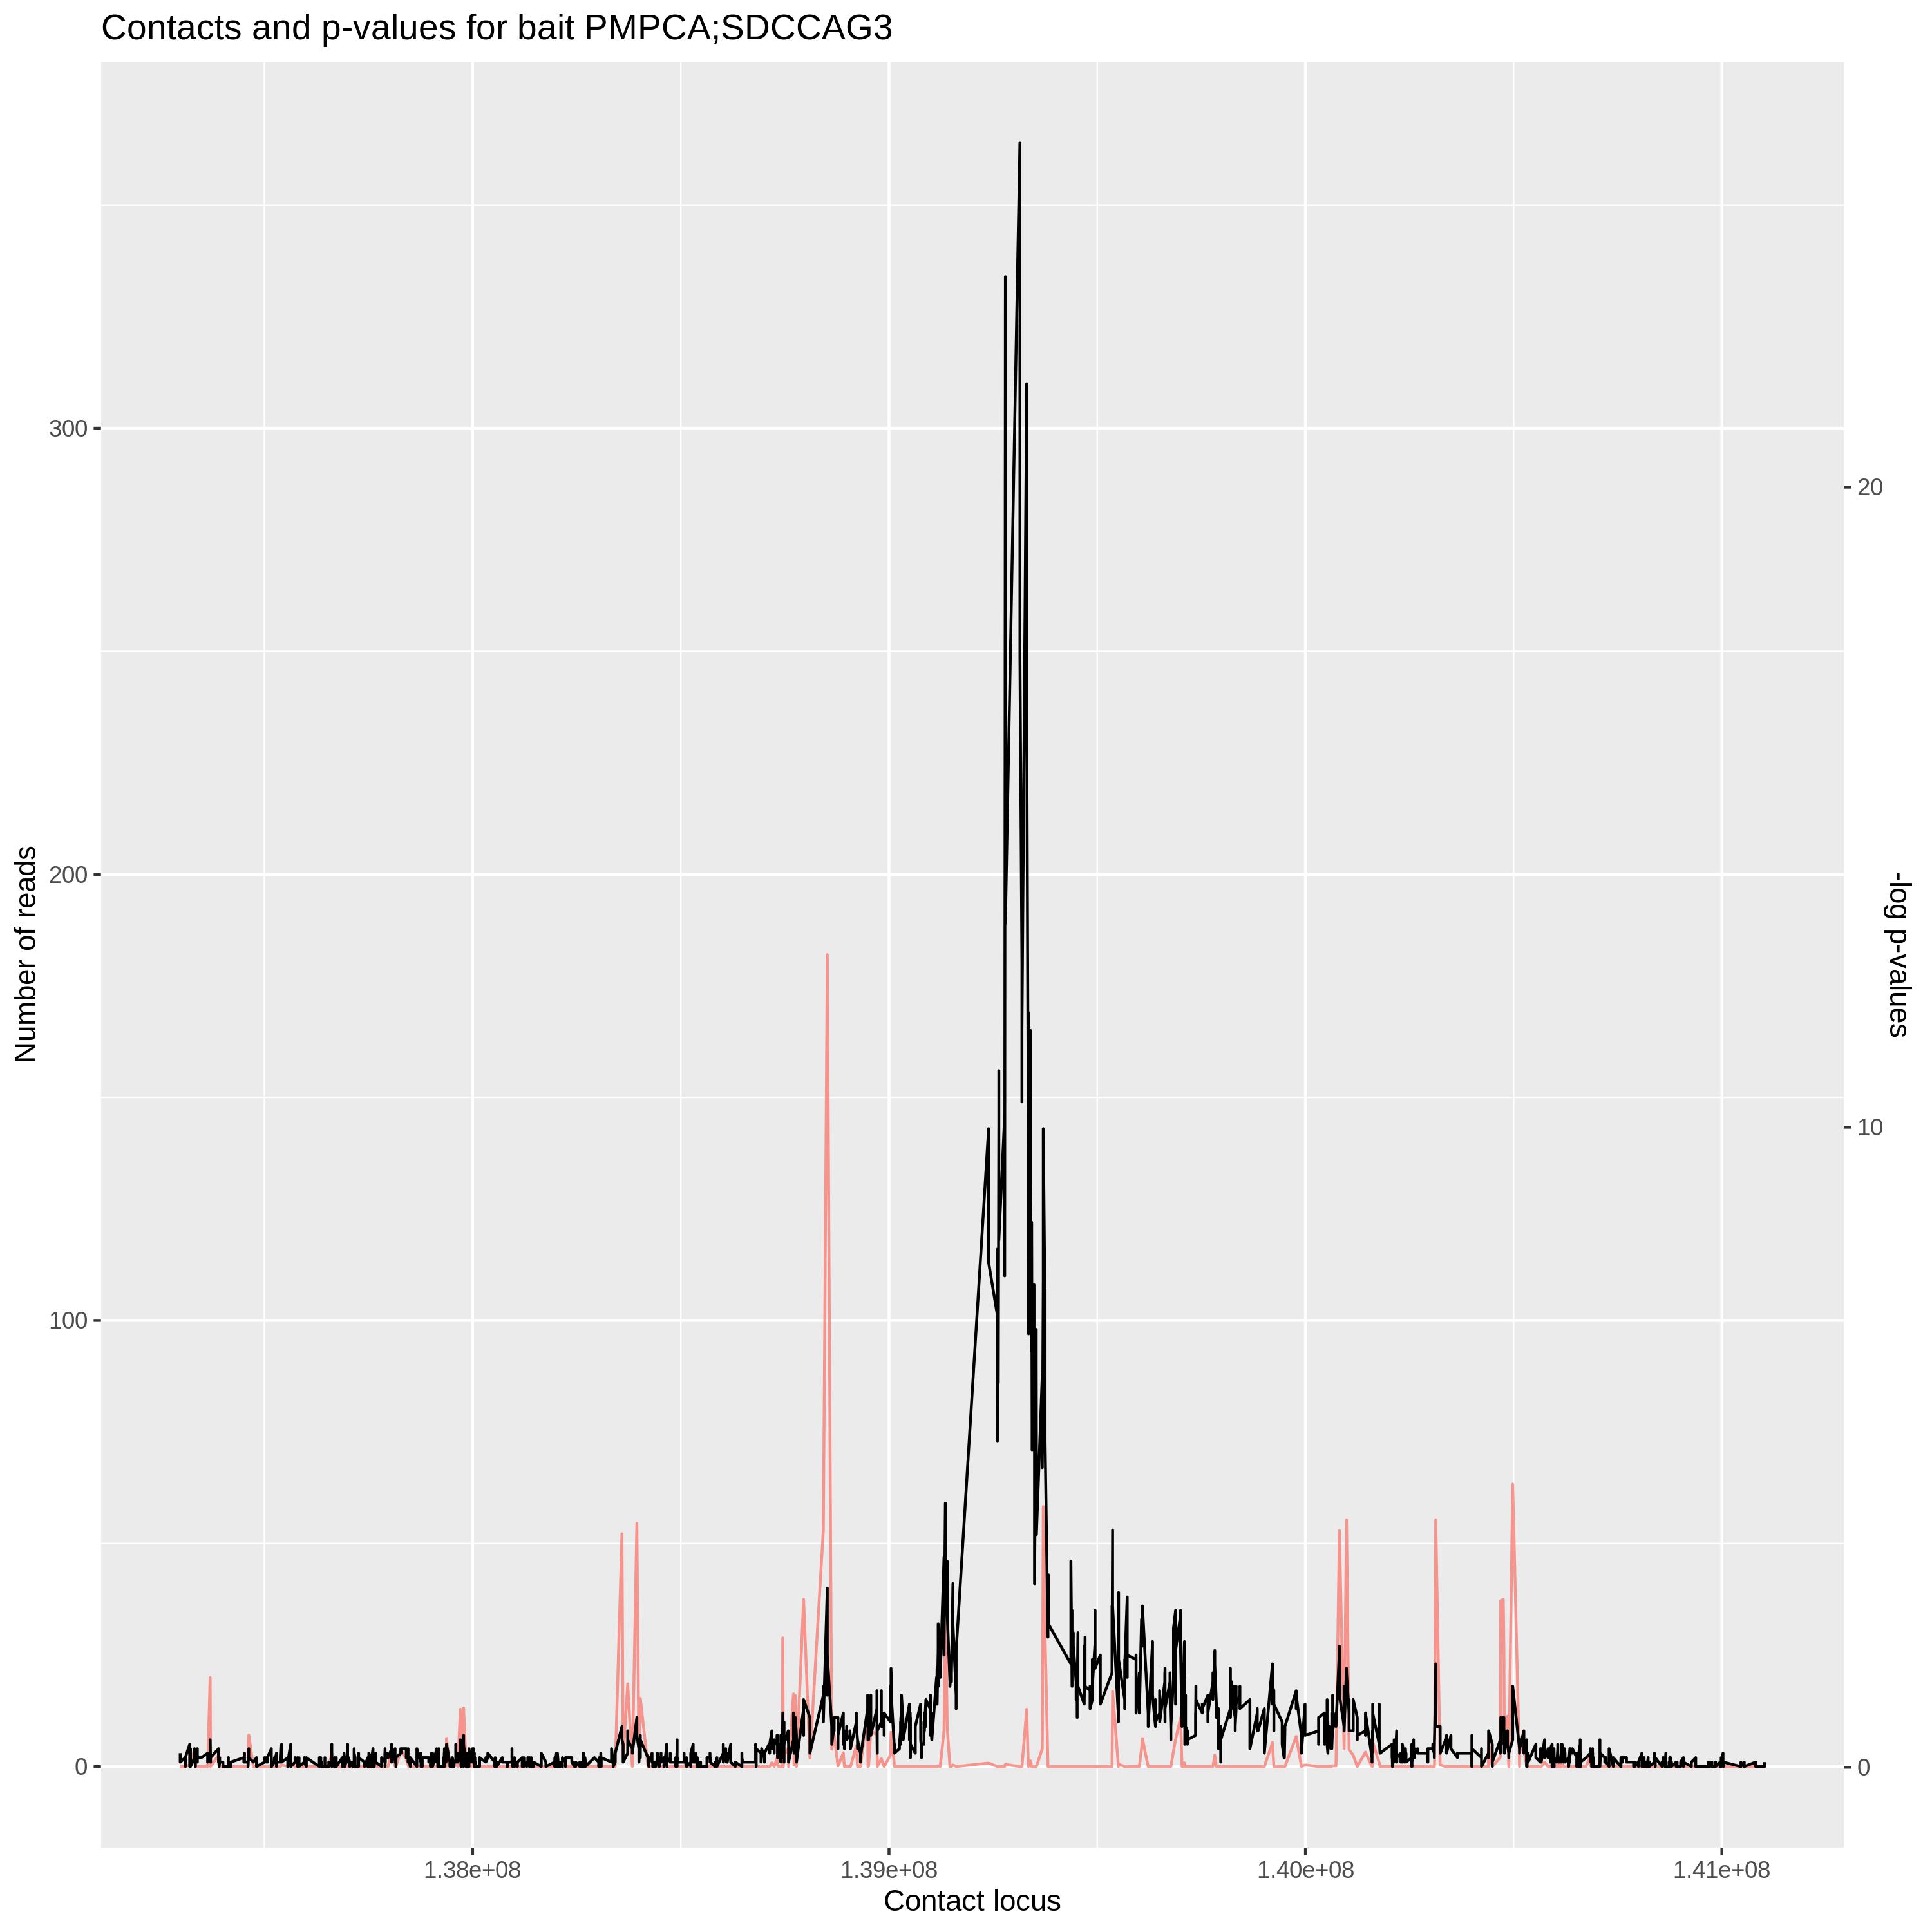 Contacts and p-values for bait PMPCA;SDCCAG3
300
200
100
0
Number of reads
20
10
0
-log p-values
1.38e+08
1.39e+08
1.40e+08
1.41e+08
Contact locus